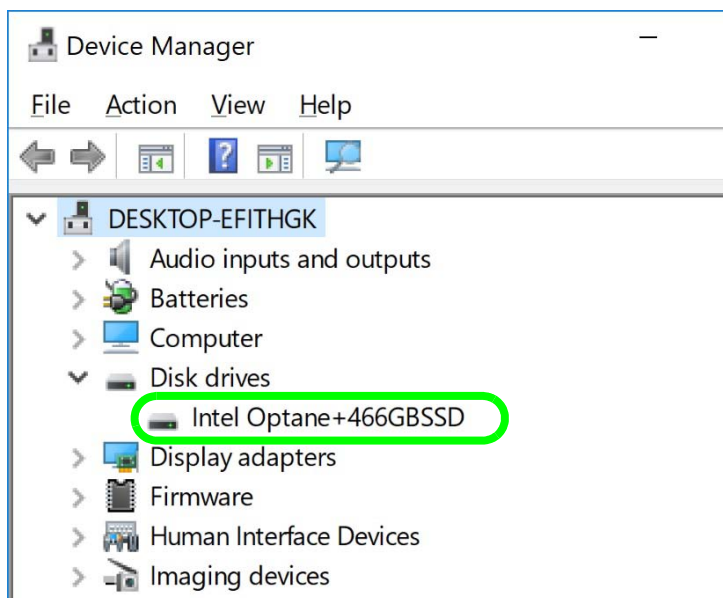 Device Manager
File Action View Help
DESKTOP-EFITHGK
Audio inputs and outputs
Batteries
Computer
Disk drives
Intel Optane+466GBSSD
Display adapters
Firmware
Human Interface Devices
Imaging devices